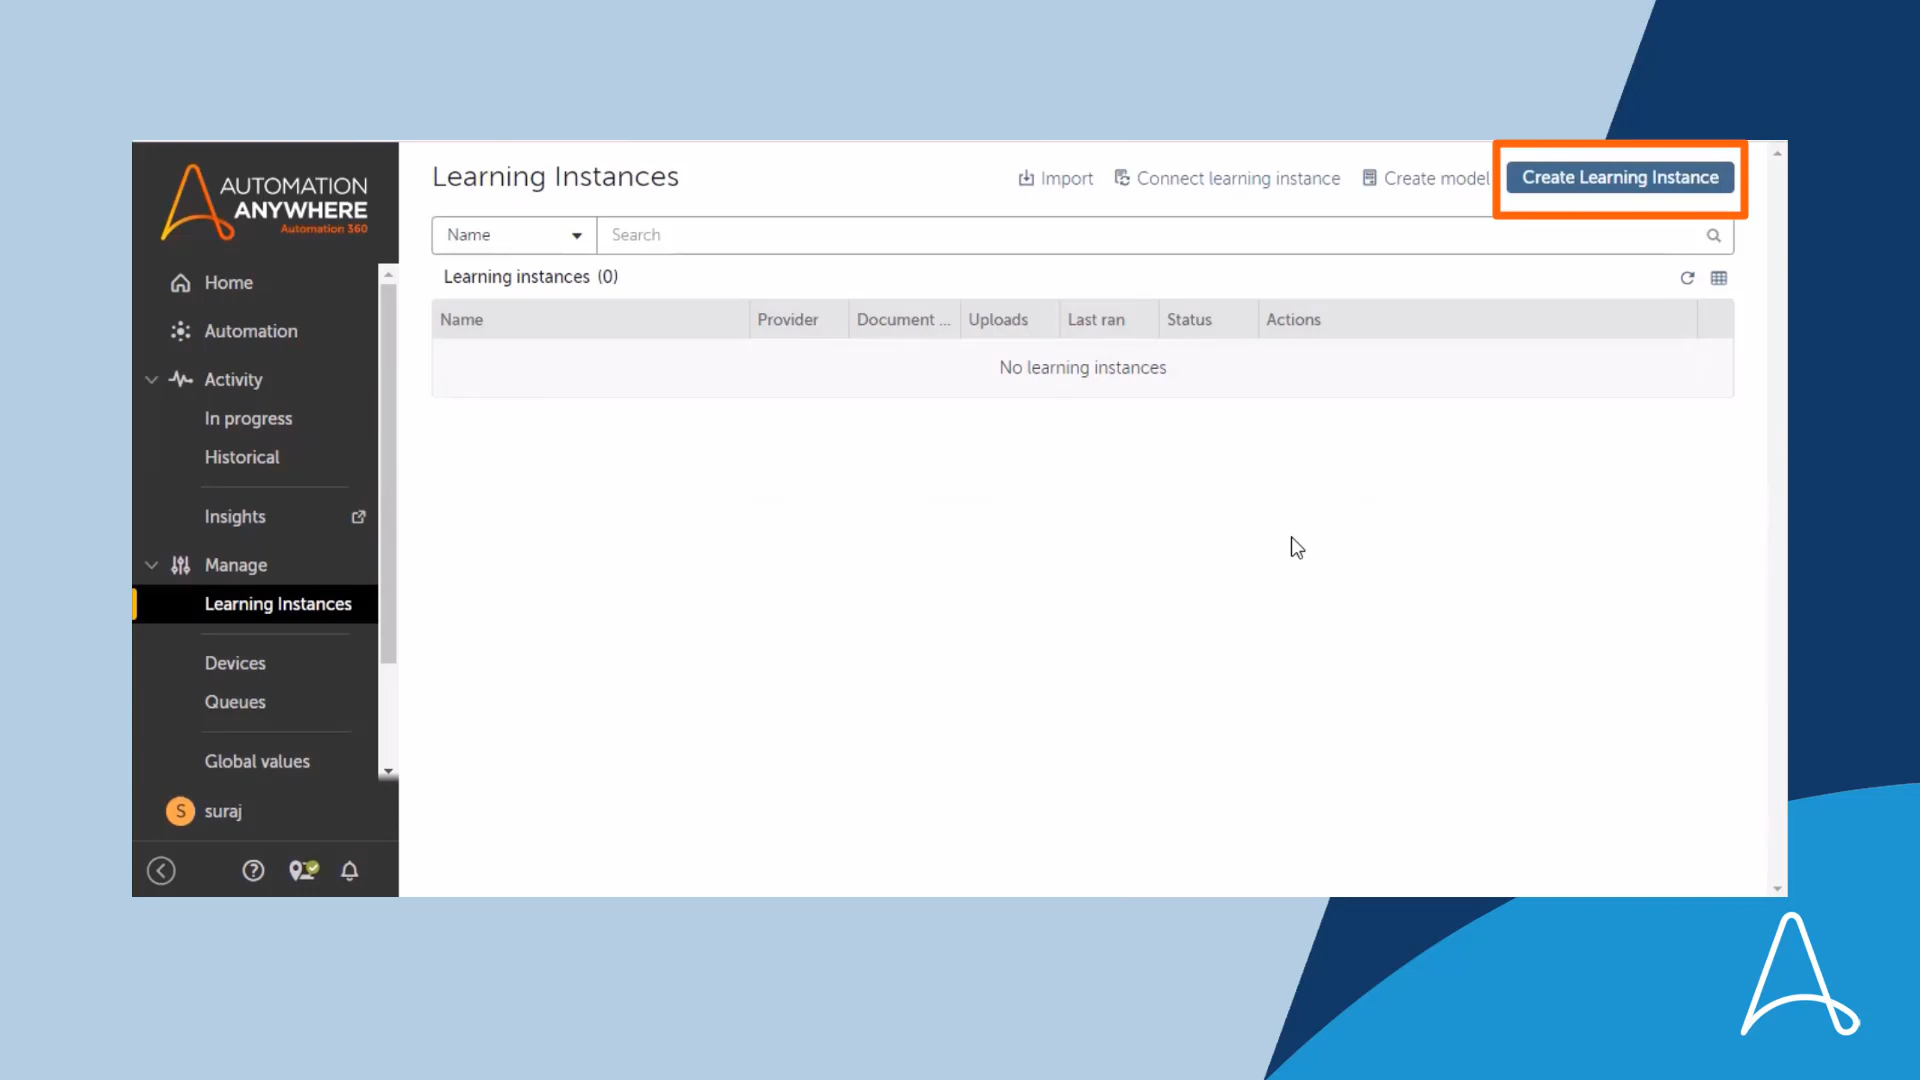 AUTOMATION
ANYWHERE
Automation 360
Home
Automation
Activity
In progress
Historical
Insights
Manage
Learning Instances
Devices
Queues
Global values
S suraj
Learning Instances
Import Connect learning instance Create model Create Learning Instance
Name Search
Learning instances (0)
Name Provider Document ... Uploads Last ran Status Actions
No learning instances